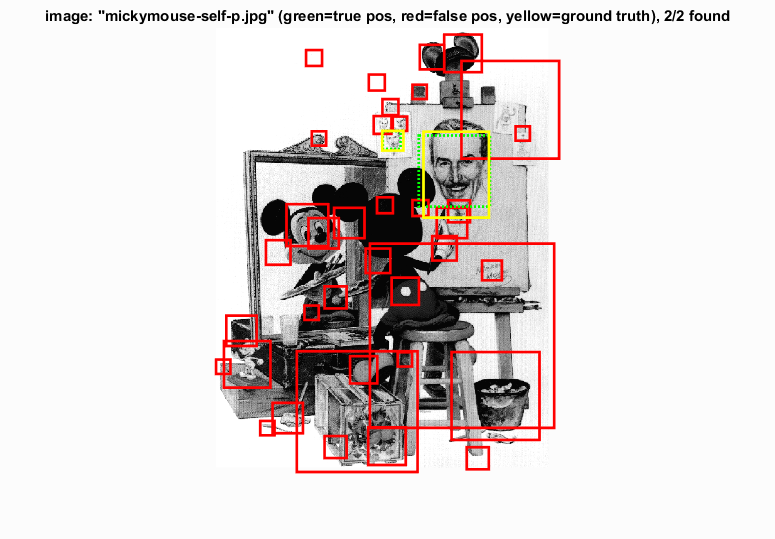 image: "mickymouse-self-p.jpg" (green=true pos, red=false pos, yellow=ground truth), 2/2 found